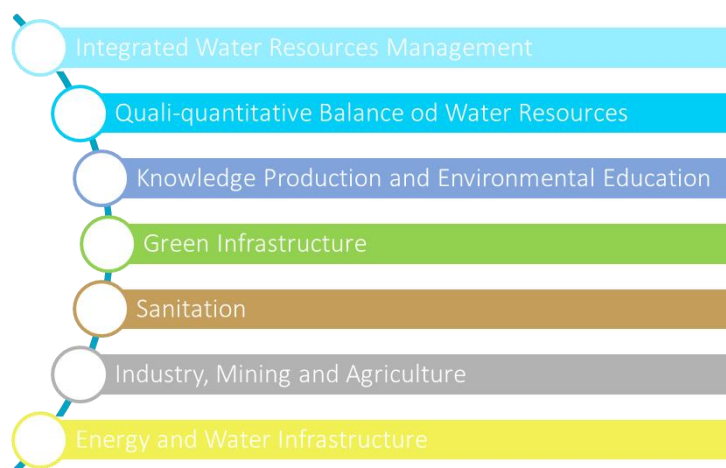 Integrated Water Resources Management
Quali-quantitative Balance od Water Resources
Knowledge Production and Environmental Education
Green Infrastructure
Sanitation
Industry, Mining and Agriculture
Energy and Water Infrastructure